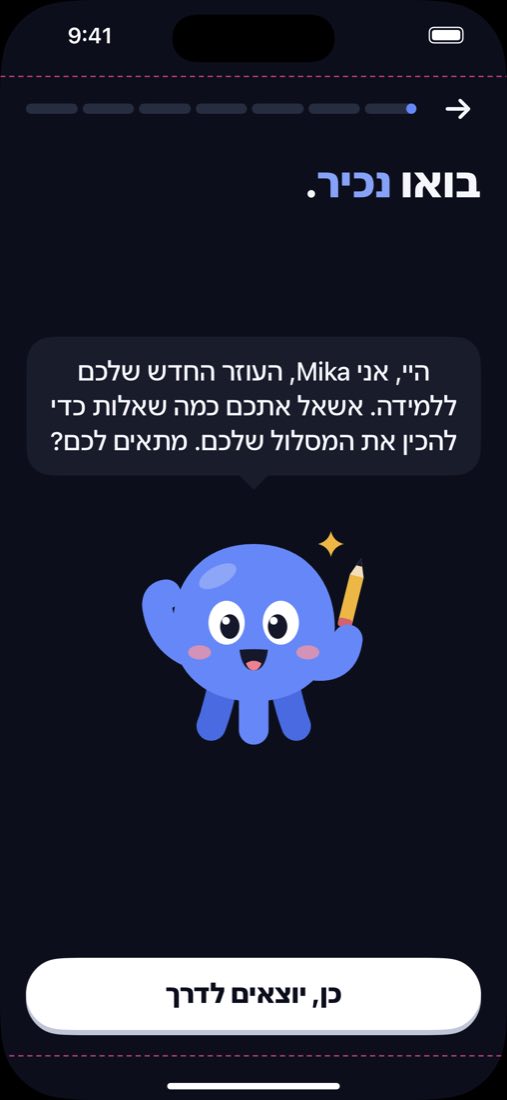 9:41
בואו נכיר.
היי, אני Mika, העוזר החדש שלכם
ללמידה. אשאל אתכם כמה שאלות כדי
להכין את המסלול שלכם. מתאים לכם?
כן, יוצאים לדרך